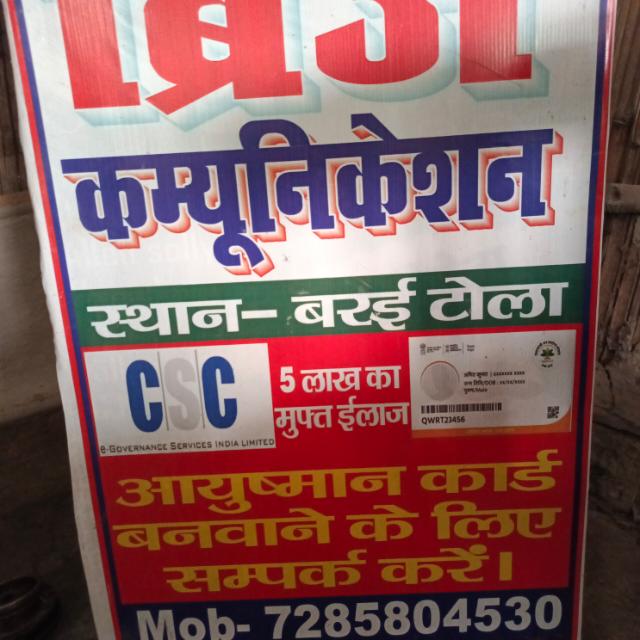 ब्रिज
कम्यूनिकेशन
स्थान– बरई टोला
CSC
e-GOVERNANCE SERVICES INDIA LIMITED
5 लाख का
मुफ्त ईलाज
QWRT23456
आयुष्मान कार्ड
बनवाने के लिए
सम्पर्क करें।
Mob- 7285804530